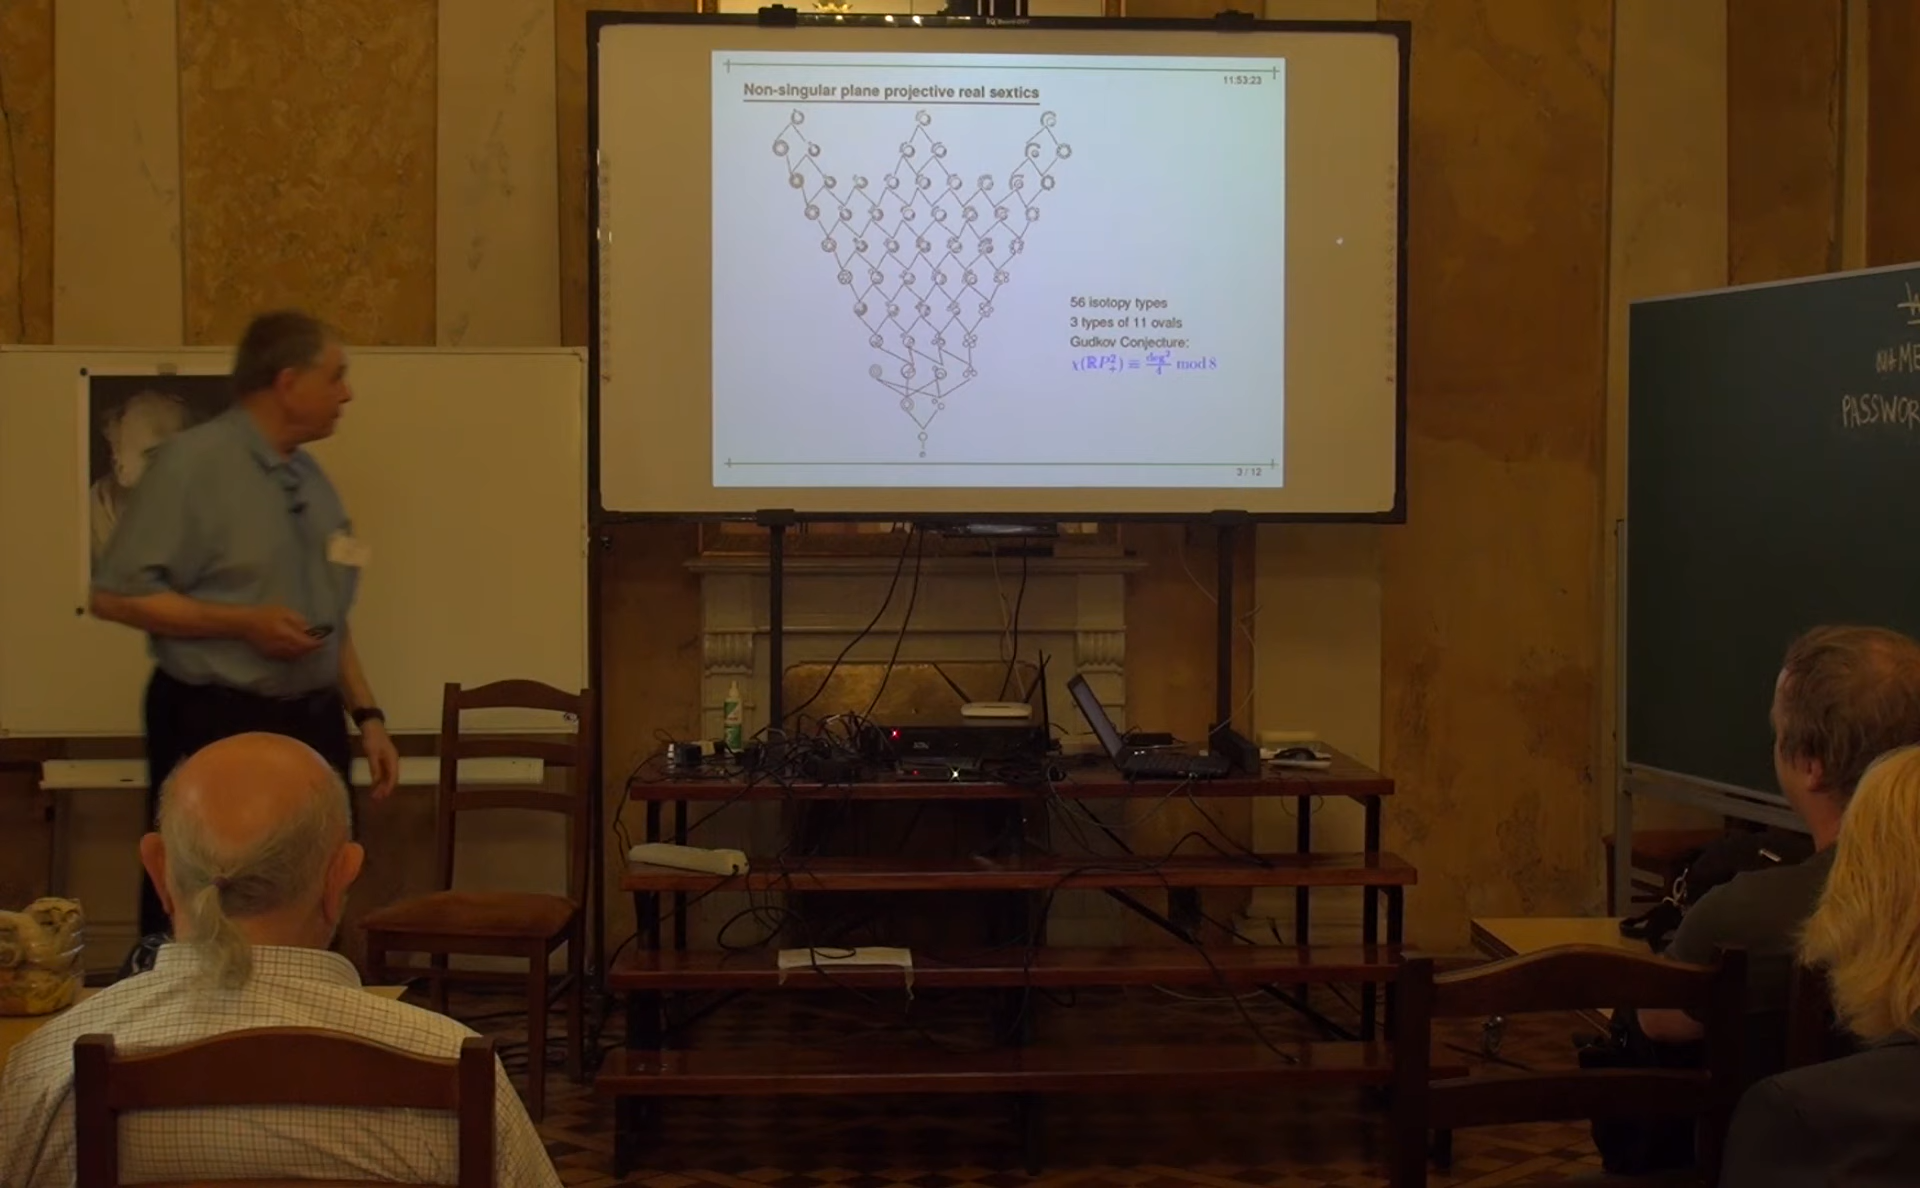 11:53:23
Non-singular plane projective real sextics
56 isotopy types
3 types of 11 ovals
Gudkov Conjecture:
χ(ℝP²₊) ≡ deg²/4 mod 8
3 / 12
PASSWOR